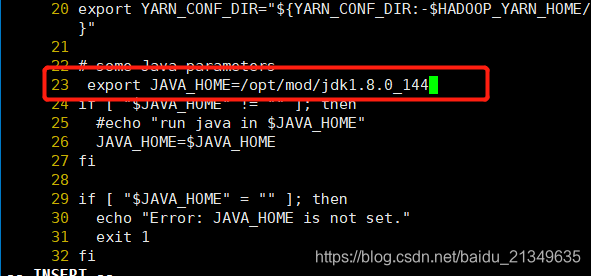 20 export YARN_CONF_DIR="${YARN_CONF_DIR:-$HADOOP_YARN_HOME/
}"
21
22 # some Java parameters
23 export JAVA_HOME=/opt/mod/jdk1.8.0_144
24 if [ "$JAVA_HOME" != "" ]; then
25 #echo "run java in $JAVA_HOME"
26 JAVA_HOME=$JAVA_HOME
27 fi
28
29 if [ "$JAVA_HOME" = "" ]; then
30 echo "Error: JAVA_HOME is not set."
31 exit 1
32 fi
-- INSERT --
https://blog.csdn.net/baidu_21349635